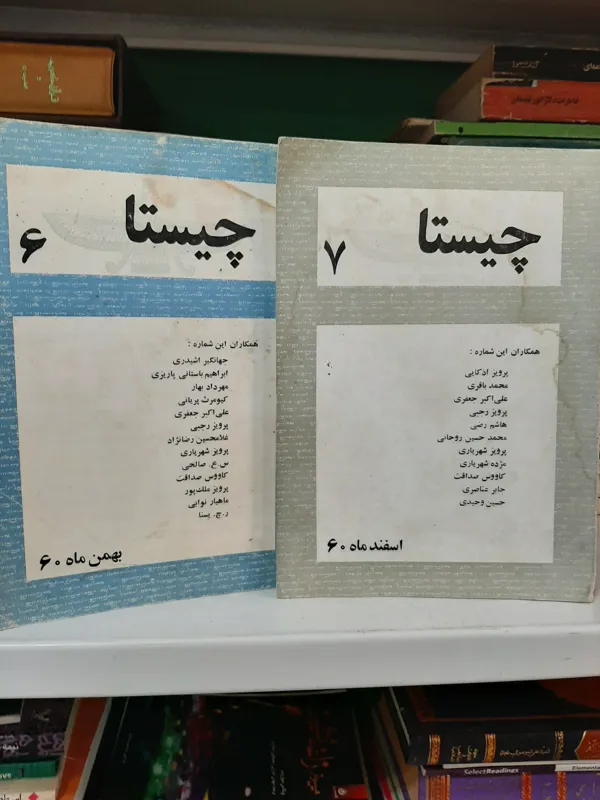 چیستا
۶
همکاران این شماره :
جهانگیر اشیدری
ابراهیم باستانی پاریزی
مهرداد بهار
کیومرث پریانی
علی‌اکبر جعفری
پرویز رجبی
غلامحسین رضانژاد
پرویز شهریاری
س.ع. صالحی
کاووس صداقت
پرویز ملک‌پور
ماهیار نوابی
ر.چ. پسنا
بهمن ماه ۶۰
چیستا
۷
همکاران این شماره :
پرویز اذکایی
محمد باقری
علی‌اکبر جعفری
پرویز رجبی
هاشم رضی
محمد حسین روحانی
پرویز شهریاری
مژده شهریاری
کاووس صداقت
جابر عناصری
حسین وحیدی
اسفند ماه ۶۰
SelectReadings
Elementa